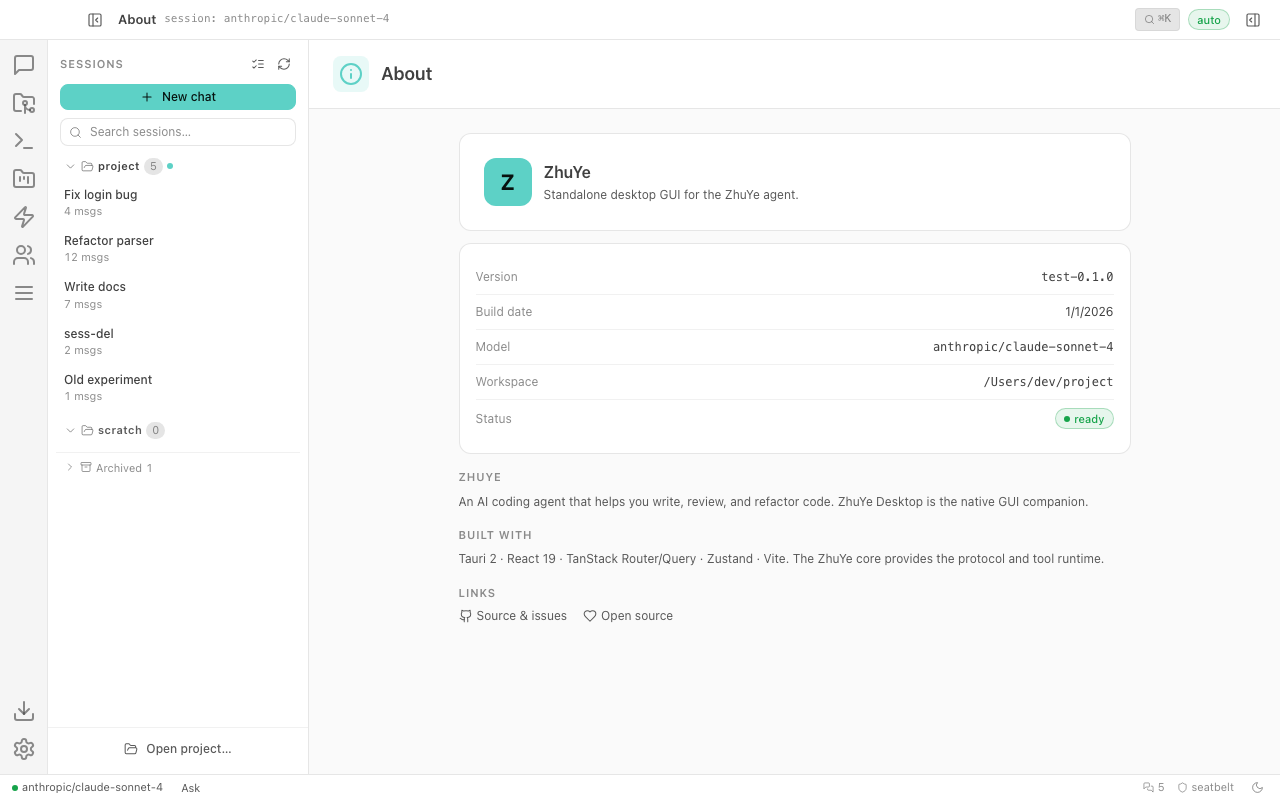 About session: anthropic/claude-sonnet-4
⌘K
auto
SESSIONS
New chat
Search sessions...
project 5
Fix login bug
4 msgs
Refactor parser
12 msgs
Write docs
7 msgs
sess-del
2 msgs
Old experiment
1 msgs
scratch 0
Archived 1
Open project...
About
Z
ZhuYe
Standalone desktop GUI for the ZhuYe agent.
Version test-0.1.0
Build date 1/1/2026
Model anthropic/claude-sonnet-4
Workspace /Users/dev/project
Status ready
ZHUYE
An AI coding agent that helps you write, review, and refactor code. ZhuYe Desktop is the native GUI companion.
BUILT WITH
Tauri 2 · React 19 · TanStack Router/Query · Zustand · Vite. The ZhuYe core provides the protocol and tool runtime.
LINKS
Source & issues Open source
anthropic/claude-sonnet-4 Ask
5 seatbelt